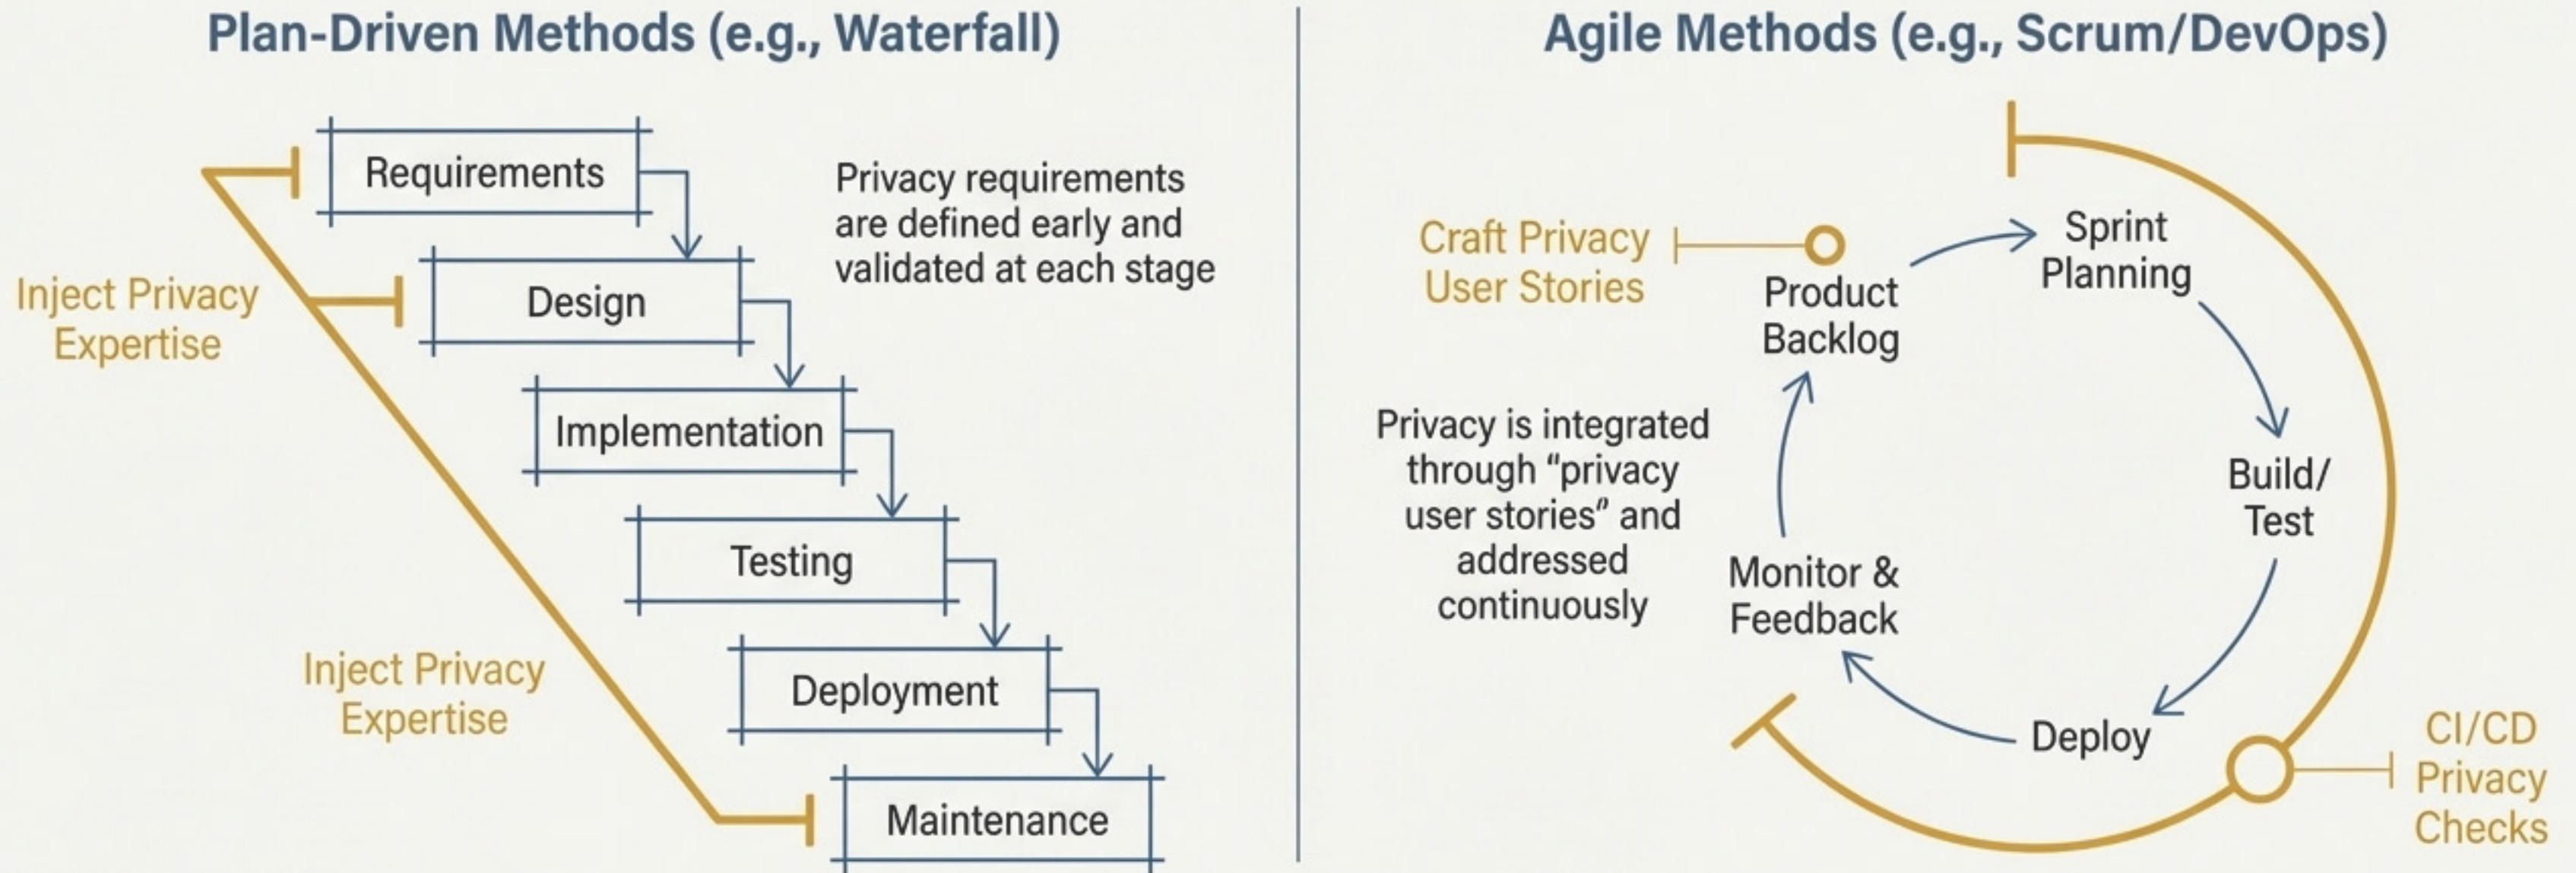 Plan-Driven Methods (e.g., Waterfall)
Requirements
Privacy requirements
are defined early and
validated at each stage
Inject Privacy
Expertise
Design
Implementation
Testing
Inject Privacy
Expertise
Deployment
Maintenance
Agile Methods (e.g., Scrum/DevOps)
Craft Privacy
User Stories
Product
Backlog
Sprint
Planning
Build/
Test
Privacy is integrated
through “privacy
user stories” and
addressed
continuously
Monitor &
Feedback
Deploy
CI/CD
Privacy
Checks